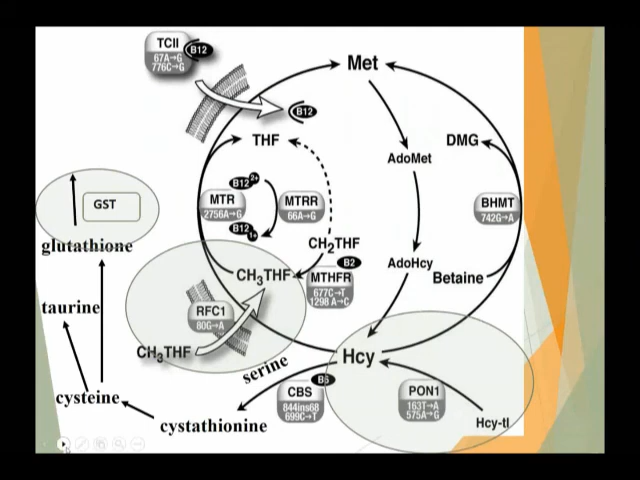 TCII
67A→G
776C→G
B12
B12
Met
THF
DMG
AdoMet
B12 2+
MTR
2756A→G
MTRR
66A→G
B12 1+
BHMT
742G→A
GST
glutathione
CH2THF
B2
AdoHcy
CH3THF
MTHFR
677C→T
1298 A→C
Betaine
taurine
RFC1
80G→A
CH3THF
serine
Hcy
cysteine
B6
CBS
844ins68
699C→T
PON1
163T→A
575A→G
cystathionine
Hcy-tl